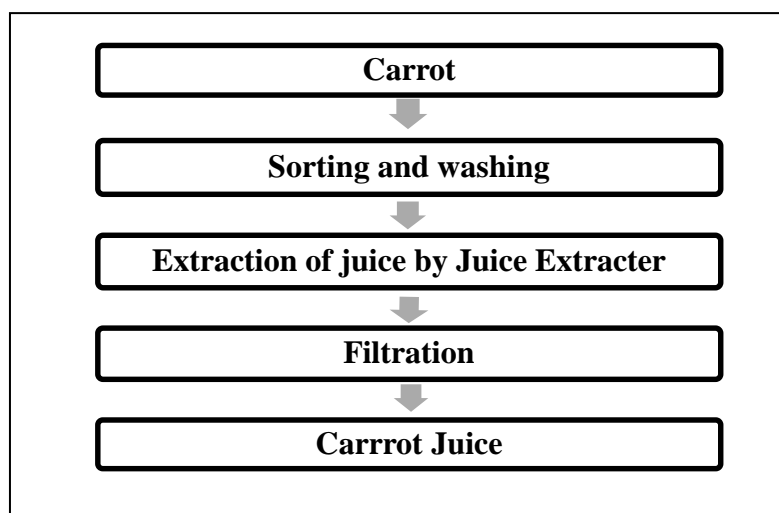 Carrot
Sorting and washing
Extraction of juice by Juice Extracter
Filtration
Carrrot Juice